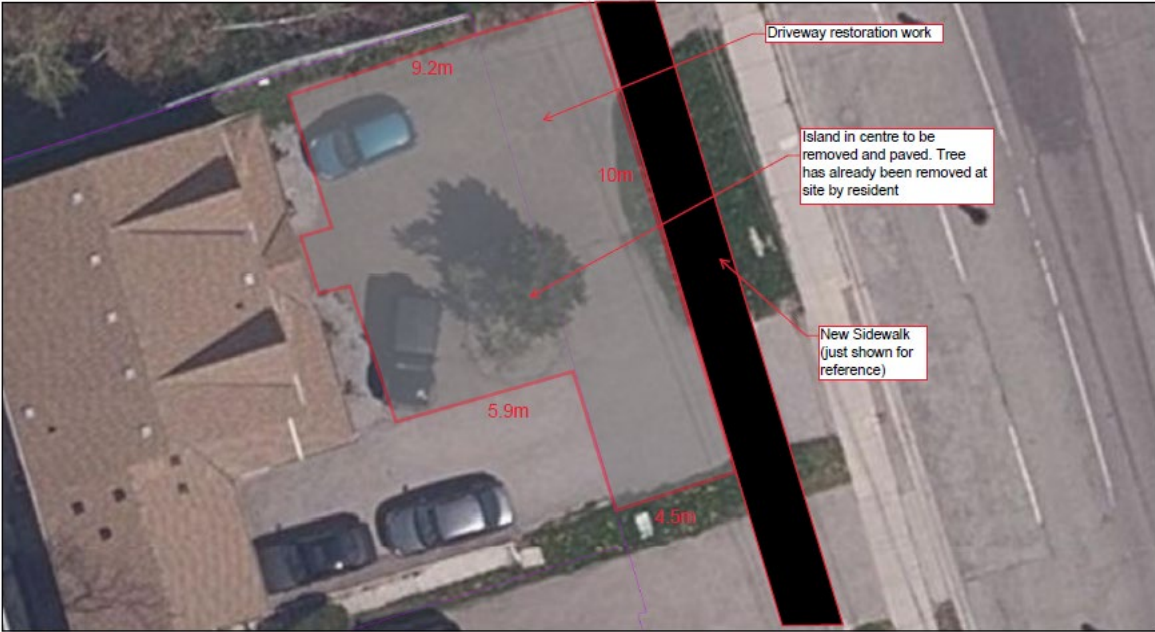 Driveway restoration work
9.2m
Island in centre to be
removed and paved. Tree
has already been removed at
site by resident
10m
New Sidewalk
(just shown for
reference)
5.9m
4.5m